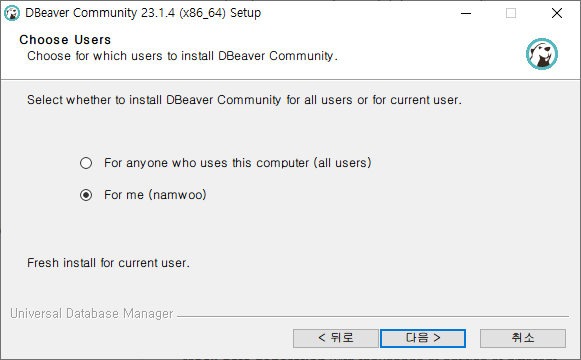 DBeaver Community 23.1.4 (x86_64) Setup
Choose Users
Choose for which users to install DBeaver Community.
Select whether to install DBeaver Community for all users or for current user.
For anyone who uses this computer (all users)
For me (namwoo)
Fresh install for current user.
Universal Database Manager
< 뒤로
다음 >
취소